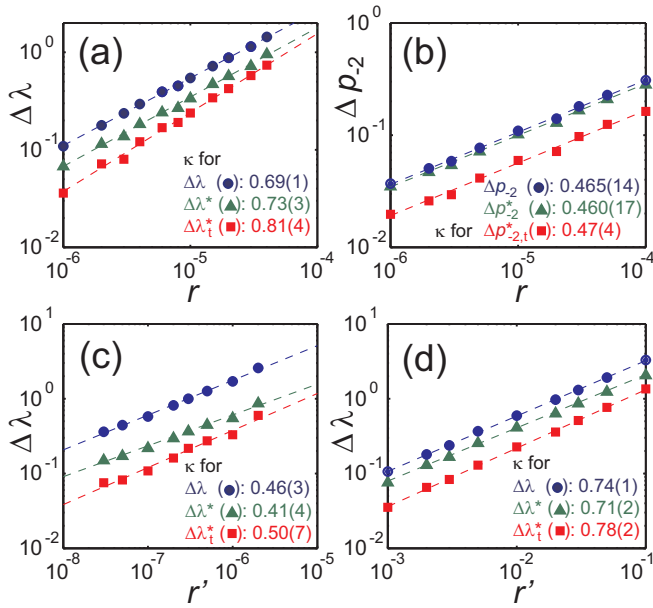 (a)
Δ λ
10^0
10^-1
10^-2
κ for
Δλ (●): 0.69(1)
Δλ* (▲): 0.73(3)
Δλ*_t (■): 0.81(4)
10^-6 10^-5 10^-4
r
(b)
Δ p_-2
10^0
10^-1
10^-2
Δp_-2 (●): 0.465(14)
Δp*_-2 (▲): 0.460(17)
κ for Δp*_-2,t (■): 0.47(4)
10^-6 10^-5 10^-4
r
(c)
Δ λ
10^1
10^0
10^-1
10^-2
κ for
Δλ (●): 0.46(3)
Δλ* (▲): 0.41(4)
Δλ*_t (■): 0.50(7)
10^-8 10^-7 10^-6 10^-5
r’
(d)
Δ λ
10^1
10^0
10^-1
10^-2
κ for
Δλ (●): 0.74(1)
Δλ* (▲): 0.71(2)
Δλ*_t (■): 0.78(2)
10^-3 10^-2 10^-1
r’